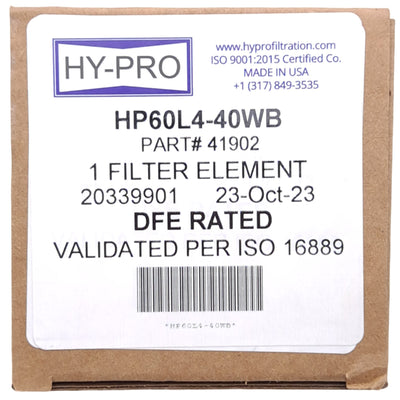 HY-PRO
www.hyprofiltration.com
ISO 9001:2015 Certified Co.
MADE IN USA
+1 (317) 849-3535
HP60L4-40WB
PART# 41902
1 FILTER ELEMENT
20339901 23-Oct-23
DFE RATED
VALIDATED PER ISO 16889
*HP60L4-40WB*